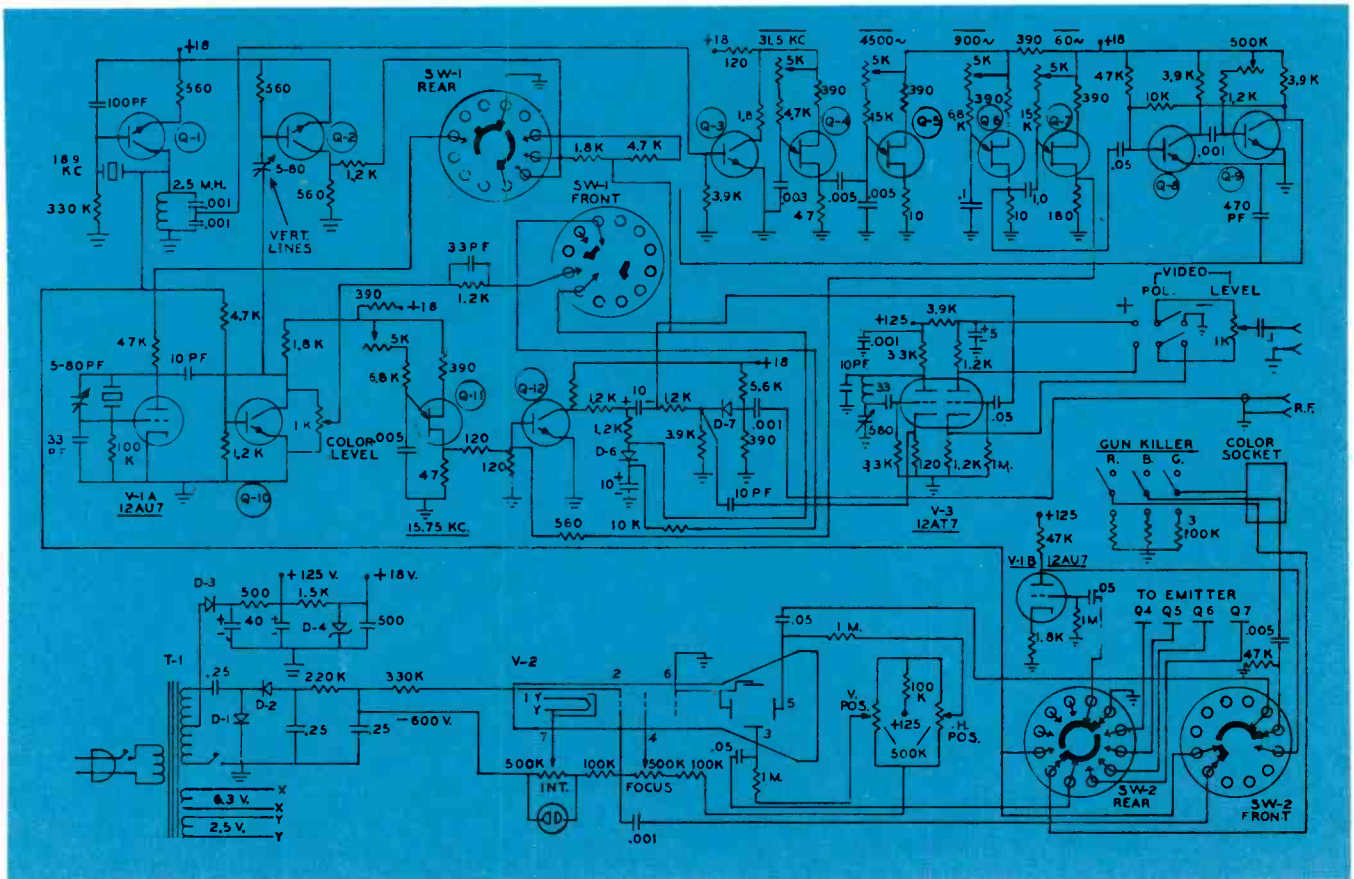 +18
560
100PF
Q-1
189 KC
330K
2.5 M.H.
.001
.001
560
Q-2
5-80
1.2K
560
VERT. LINES
SW-1 REAR
1.8K
4.7K
SW-1 FRONT
+18
120
31.5 KC
5K
390
1.8
4.7K
Q-3
Q-4
3.9K
.003
47
4500~
5K
390
15K
Q-5
.005
.005
10
900~
390
60~
+18
5K
5K
6.8K
390
15K
390
Q6
Q-7
.1
10
1.0
180
47K
3.9K
500K
10K
1.2K
3.9K
.05
.001
Q-8
Q-9
470 PF
47K
4.7K
5-80PF
10 PF
33
100K
1.2K
V-1A
12AU7
Q-10
1.8K
1K
COLOR LEVEL
390
+18
5K
6.8K
390
Q-11
.005
47
120
120
15.75 KC.
33PF
1.2K
Q-12
1.2K
10
1.2K
1.2K
D-6
10
3.9K
D-7
+18
5.6K
.001
390
10PF
560
10K
+125
3.9K
.001
3.3K
+5
1.2K
10PF
33
580
.05
3.3K
120
1.2K
1M.
V-3
12AT7
VIDEO
POL. LEVEL
+
1K
.1
R.F.
GUN KILLER
R. B. G.
COLOR SOCKET
3
100K
+125
47K
V-1B 12AU7
.05
1M
1.8K
TO EMITTER
Q4 Q5 Q6 Q7
.005
47K
SW-2 REAR
SW-2 FRONT
D-3
500
+125 V.
1.5K
+18 V.
40
D-4
500
T-1
.25
D-2
220K
330K
D-1
.25
.25
-600 V.
6.3 V.
X
X
2.5 V.
Y
Y
V-2
2
6
1 Y
Y
7
4
5
3
.05
1 M.
500K
INT.
100K
500K
FOCUS
100K
.05
1M.
.001
V. POS.
100K
+125
500K
H. POS.